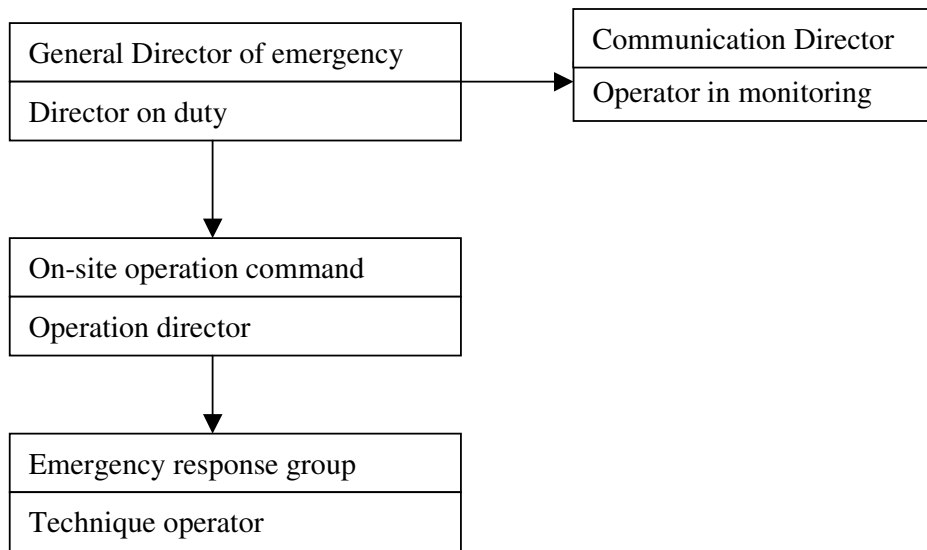 General Director of emergency
Director on duty
Communication Director
Operator in monitoring
On-site operation command
Operation director
Emergency response group
Technique operator